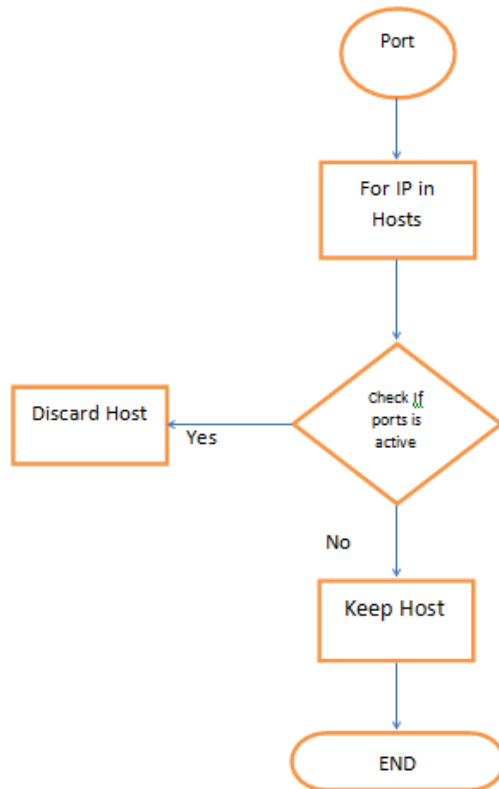 Port
For IP in
Hosts
Check If
ports is
active
Discard Host
Yes
No
Keep Host
END